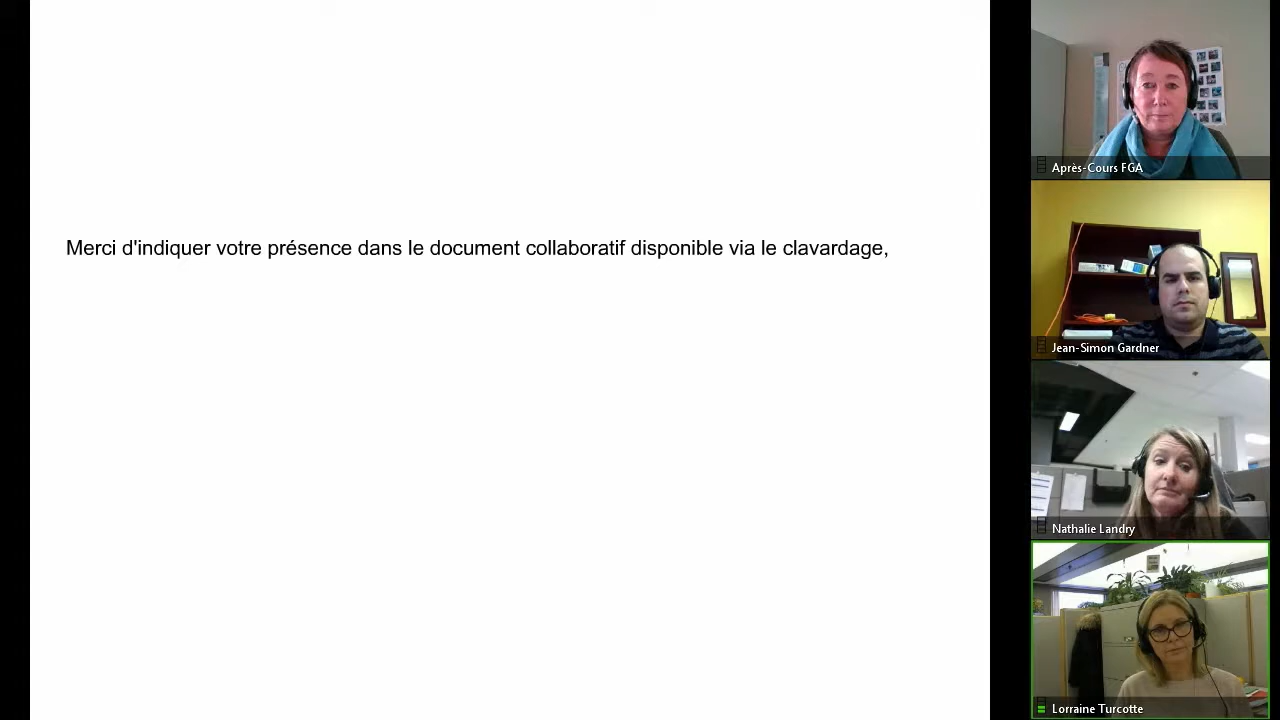 Merci d'indiquer votre présence dans le document collaboratif disponible via le clavardage,
Après-Cours FGA
Jean-Simon Gardner
Nathalie Landry
Lorraine Turcotte